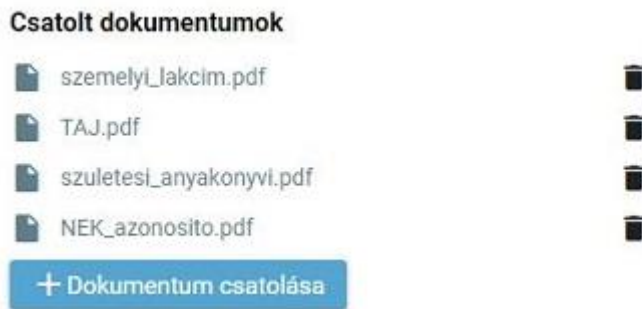 Csatolt dokumentumok
szemelyi_lakcim.pdf
TAJ.pdf
szuletesi_anyakonyvi.pdf
NEK_azonosito.pdf
+ Dokumentum csatolása